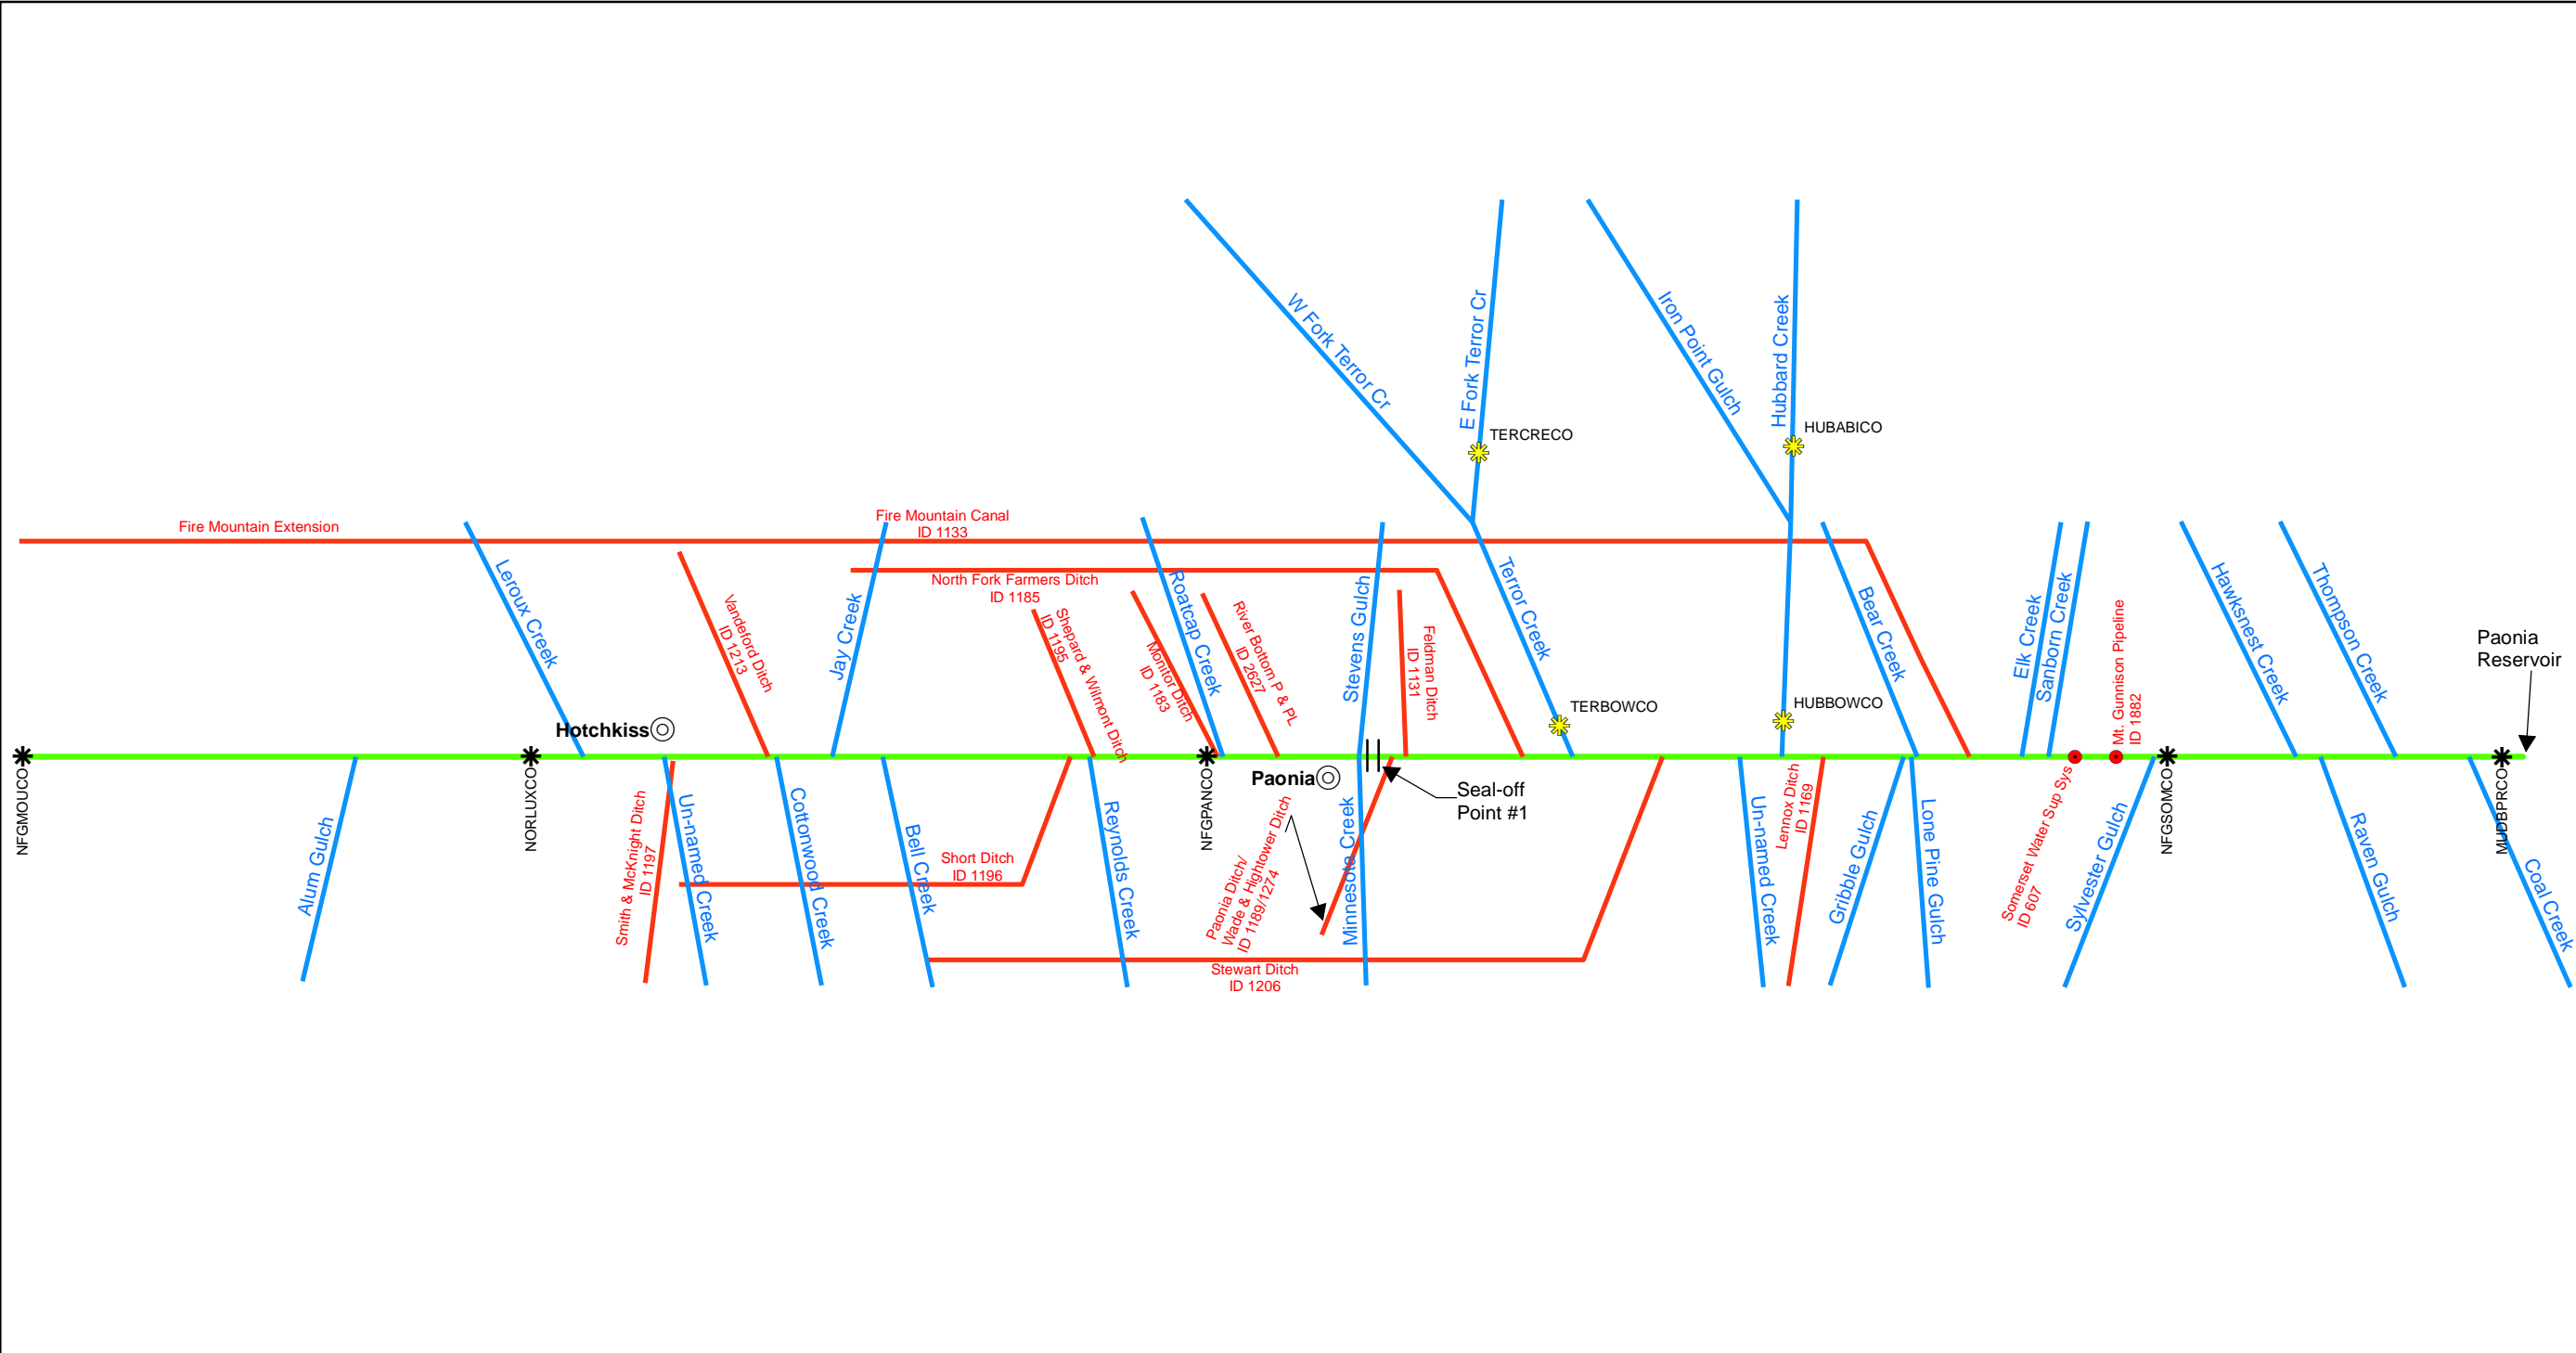 W Fork Terror Cr
E Fork Terror Cr
Iron Point Gulch
Hubbard Creek
TERCRECO
HUBABICO
Fire Mountain Extension
Fire Mountain Canal
ID 1133
Leroux Creek
Vandeford Ditch
ID 1213
Jay Creek
North Fork Farmers Ditch
ID 1185
Shepard & Wilmont Ditch
ID 1195
Monitor Ditch
ID 1183
Roatcap Creek
River Bottom P & PL
ID 2627
Stevens Gulch
Feldman Ditch
ID 1131
Terror Creek
TERBOWCO
HUBBOWCO
Bear Creek
Elk Creek
Sanborn Creek
Mt. Gunnison Pipeline
ID 1882
Hawksnest Creek
Thompson Creek
Paonia
Reservoir
Hotchkiss
Paonia
Seal-off
Point #1
NFGMOUCO
NORLUXCO
NFGPANCO
NFGSOMCO
MUDBPRCO
Alum Gulch
Smith & McKnight Ditch
ID 1197
Un-named Creek
Cottonwood Creek
Bell Creek
Short Ditch
ID 1196
Reynolds Creek
Paonia Ditch/
Wade & Hightower Ditch
ID 1189/1274
Minnesota Creek
Stewart Ditch
ID 1206
Un-named Creek
Lennox Ditch
ID 1169
Gribble Gulch
Lone Pine Gulch
Somerset Water Sup Sys
ID 607
Sylvester Gulch
Raven Gulch
Coal Creek